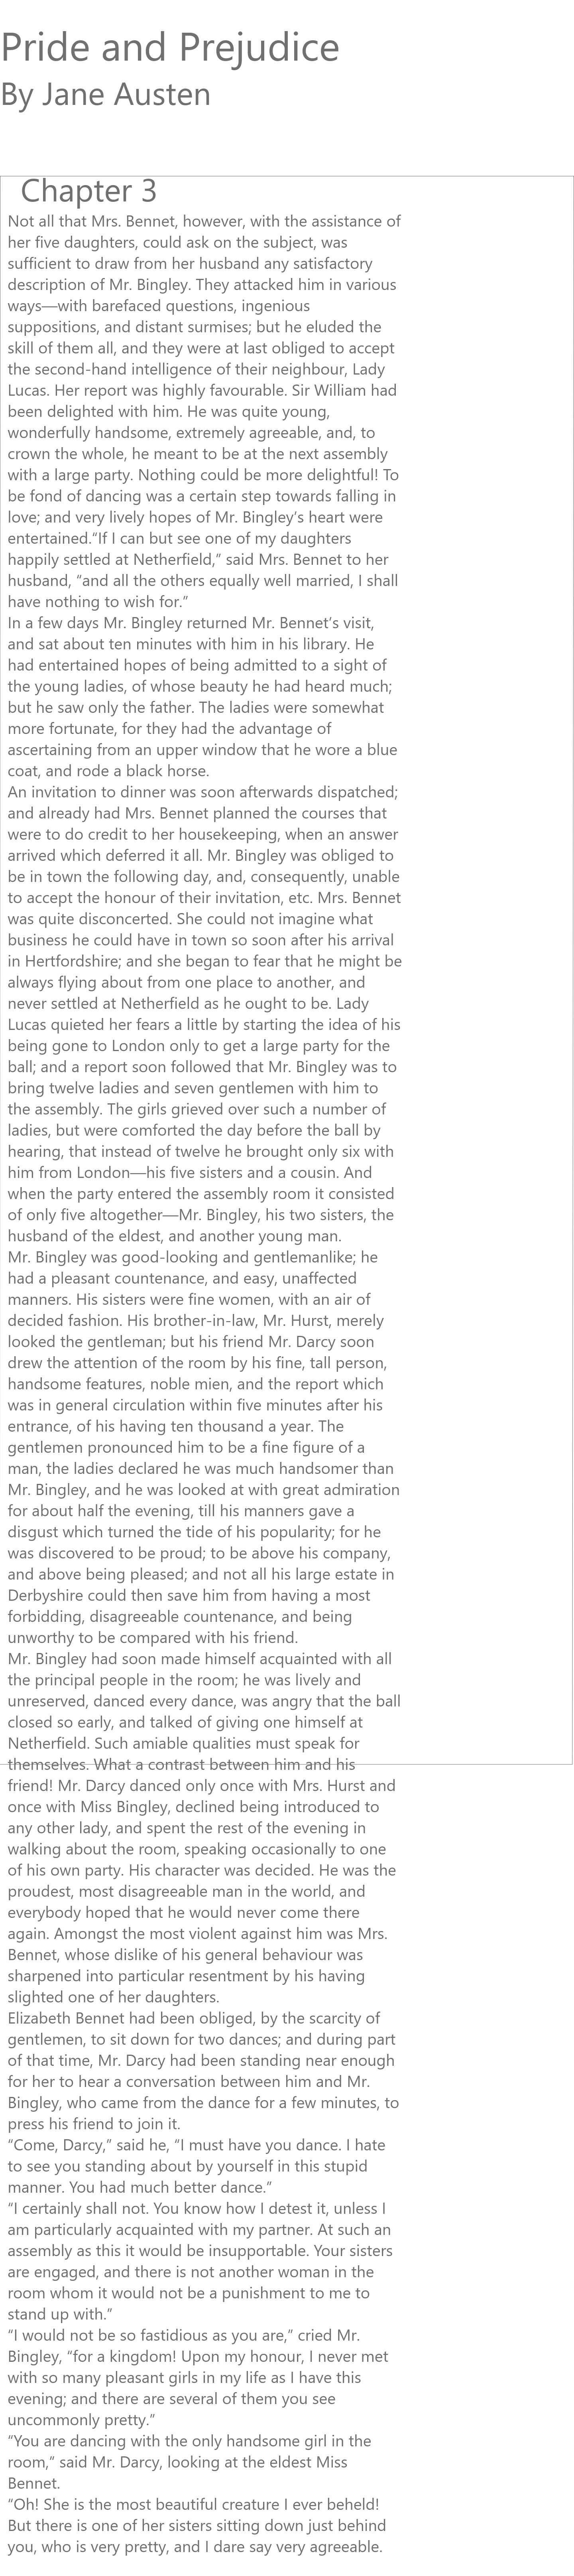 Pride and Prejudice
By Jane Austen
Chapter 3
Not all that Mrs. Bennet, however, with the assistance of
her five daughters, could ask on the subject, was
sufficient to draw from her husband any satisfactory
description of Mr. Bingley. They attacked him in various
ways—with barefaced questions, ingenious
suppositions, and distant surmises; but he eluded the
skill of them all, and they were at last obliged to accept
the second-hand intelligence of their neighbour, Lady
Lucas. Her report was highly favourable. Sir William had
been delighted with him. He was quite young,
wonderfully handsome, extremely agreeable, and, to
crown the whole, he meant to be at the next assembly
with a large party. Nothing could be more delightful! To
be fond of dancing was a certain step towards falling in
love; and very lively hopes of Mr. Bingley’s heart were
entertained.“If I can but see one of my daughters
happily settled at Netherfield,” said Mrs. Bennet to her
husband, “and all the others equally well married, I shall
have nothing to wish for.”
In a few days Mr. Bingley returned Mr. Bennet’s visit,
and sat about ten minutes with him in his library. He
had entertained hopes of being admitted to a sight of
the young ladies, of whose beauty he had heard much;
but he saw only the father. The ladies were somewhat
more fortunate, for they had the advantage of
ascertaining from an upper window that he wore a blue
coat, and rode a black horse.
An invitation to dinner was soon afterwards dispatched;
and already had Mrs. Bennet planned the courses that
were to do credit to her housekeeping, when an answer
arrived which deferred it all. Mr. Bingley was obliged to
be in town the following day, and, consequently, unable
to accept the honour of their invitation, etc. Mrs. Bennet
was quite disconcerted. She could not imagine what
business he could have in town so soon after his arrival
in Hertfordshire; and she began to fear that he might be
always flying about from one place to another, and
never settled at Netherfield as he ought to be. Lady
Lucas quieted her fears a little by starting the idea of his
being gone to London only to get a large party for the
ball; and a report soon followed that Mr. Bingley was to
bring twelve ladies and seven gentlemen with him to
the assembly. The girls grieved over such a number of
ladies, but were comforted the day before the ball by
hearing, that instead of twelve he brought only six with
him from London—his five sisters and a cousin. And
when the party entered the assembly room it consisted
of only five altogether—Mr. Bingley, his two sisters, the
husband of the eldest, and another young man.
Mr. Bingley was good-looking and gentlemanlike; he
had a pleasant countenance, and easy, unaffected
manners. His sisters were fine women, with an air of
decided fashion. His brother-in-law, Mr. Hurst, merely
looked the gentleman; but his friend Mr. Darcy soon
drew the attention of the room by his fine, tall person,
handsome features, noble mien, and the report which
was in general circulation within five minutes after his
entrance, of his having ten thousand a year. The
gentlemen pronounced him to be a fine figure of a
man, the ladies declared he was much handsomer than
Mr. Bingley, and he was looked at with great admiration
for about half the evening, till his manners gave a
disgust which turned the tide of his popularity; for he
was discovered to be proud; to be above his company,
and above being pleased; and not all his large estate in
Derbyshire could then save him from having a most
forbidding, disagreeable countenance, and being
unworthy to be compared with his friend.
Mr. Bingley had soon made himself acquainted with all
the principal people in the room; he was lively and
unreserved, danced every dance, was angry that the ball
closed so early, and talked of giving one himself at
Netherfield. Such amiable qualities must speak for
themselves. What a contrast between him and his
friend! Mr. Darcy danced only once with Mrs. Hurst and
once with Miss Bingley, declined being introduced to
any other lady, and spent the rest of the evening in
walking about the room, speaking occasionally to one
of his own party. His character was decided. He was the
proudest, most disagreeable man in the world, and
everybody hoped that he would never come there
again. Amongst the most violent against him was Mrs.
Bennet, whose dislike of his general behaviour was
sharpened into particular resentment by his having
slighted one of her daughters.
Elizabeth Bennet had been obliged, by the scarcity of
gentlemen, to sit down for two dances; and during part
of that time, Mr. Darcy had been standing near enough
for her to hear a conversation between him and Mr.
Bingley, who came from the dance for a few minutes, to
press his friend to join it.
“Come, Darcy,” said he, “I must have you dance. I hate
to see you standing about by yourself in this stupid
manner. You had much better dance.”
“I certainly shall not. You know how I detest it, unless I
am particularly acquainted with my partner. At such an
assembly as this it would be insupportable. Your sisters
are engaged, and there is not another woman in the
room whom it would not be a punishment to me to
stand up with.”
“I would not be so fastidious as you are,” cried Mr.
Bingley, “for a kingdom! Upon my honour, I never met
with so many pleasant girls in my life as I have this
evening; and there are several of them you see
uncommonly pretty.”
“You are dancing with the only handsome girl in the
room,” said Mr. Darcy, looking at the eldest Miss
Bennet.
“Oh! She is the most beautiful creature I ever beheld!
But there is one of her sisters sitting down just behind
you, who is very pretty, and I dare say very agreeable.